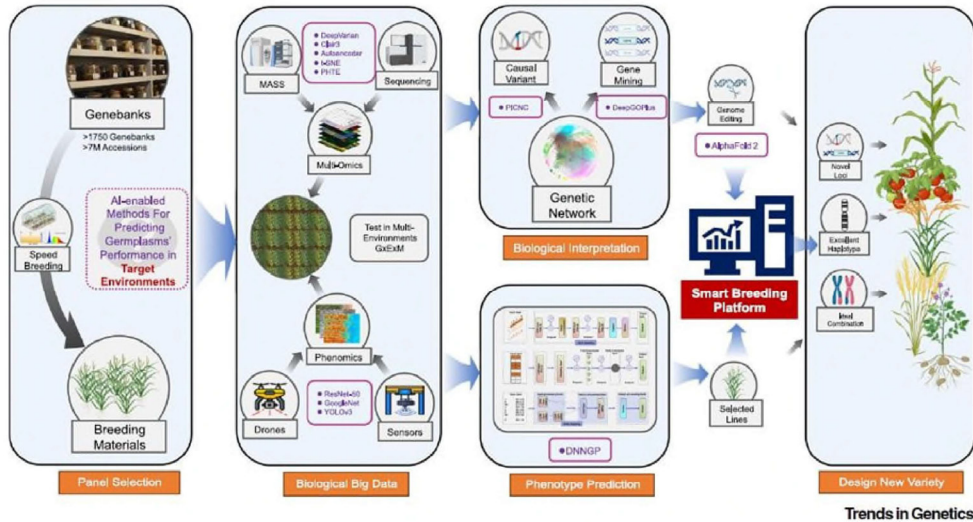 Genebanks
>1750 Genebanks
>7M Accessions
AI-enabled
Methods For
Predicting
Germplasms'
Performance in
Target
Environments
Speed
Breeding
Breeding
Materials
Panel Selection
MASS
DeepVarian
Clair3
Autoencoder
i-GNE
PHTE
Sequencing
Multi-Omics
Test in Multi-
Environments
GxExM
Phenomics
Drones
ResNet-50
GoogleNet
YOLOv3
Sensors
Biological Big Data
Causal
Variant
Gene
Mining
PICNC
DeepGOPlus
Genetic
Network
Biological Interpretation
DNNGP
Phenotype Prediction
Genome
Editing
AlphaFold 2
Smart Breeding
Platform
Selected
Lines
Novel
Loci
Excellent
Haplotype
Ideal
Combination
Design New Variety
Trends in Genetics